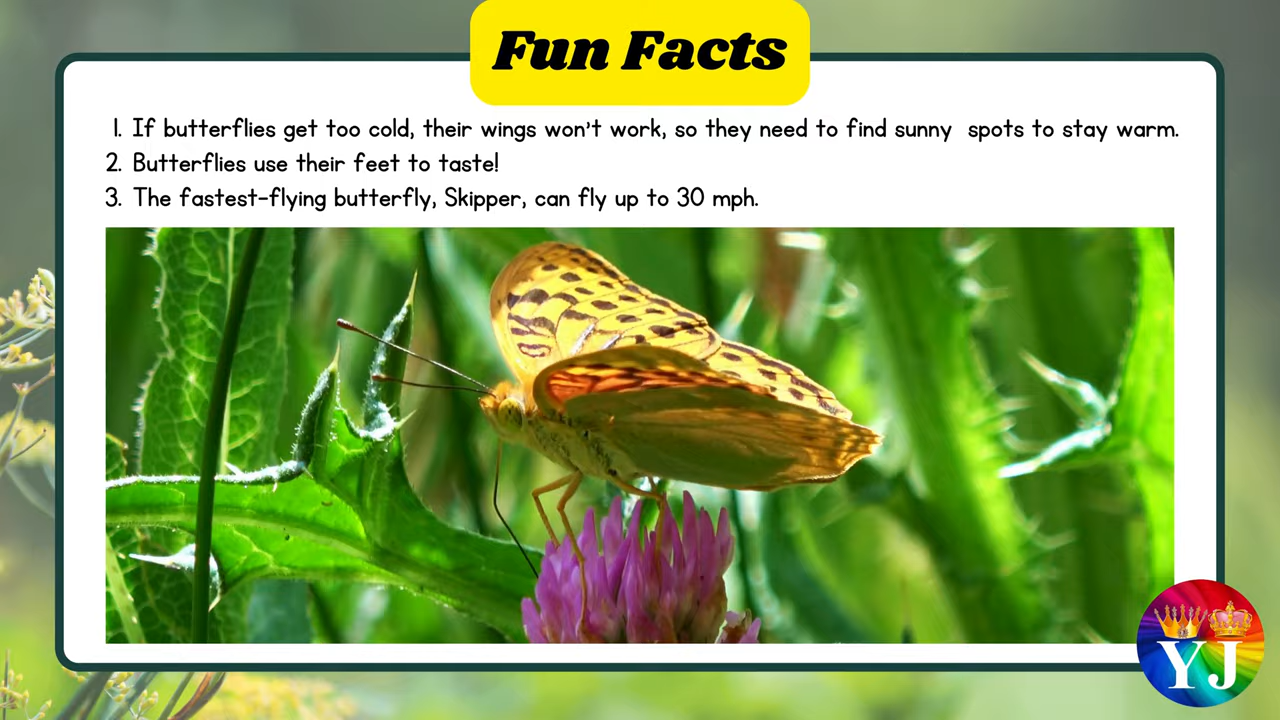 Fun Facts
1. If butterflies get too cold, their wings won't work, so they need to find sunny  spots to stay warm.
2. Butterflies use their feet to taste!
3. The fastest-flying butterfly, Skipper, can fly up to 30 mph.
YJ